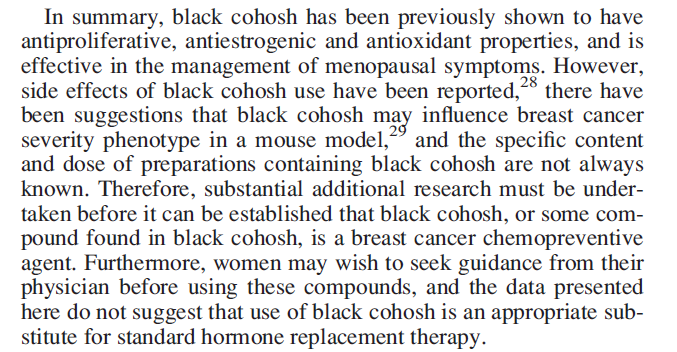 In summary, black cohosh has been previously shown to have
antiproliferative, antiestrogenic and antioxidant properties, and is
effective in the management of menopausal symptoms. However,
side effects of black cohosh use have been reported,28 there have
been suggestions that black cohosh may influence breast cancer
severity phenotype in a mouse model,29 and the specific content
and dose of preparations containing black cohosh are not always
known. Therefore, substantial additional research must be under-
taken before it can be established that black cohosh, or some com-
pound found in black cohosh, is a breast cancer chemopreventive
agent. Furthermore, women may wish to seek guidance from their
physician before using these compounds, and the data presented
here do not suggest that use of black cohosh is an appropriate sub-
stitute for standard hormone replacement therapy.